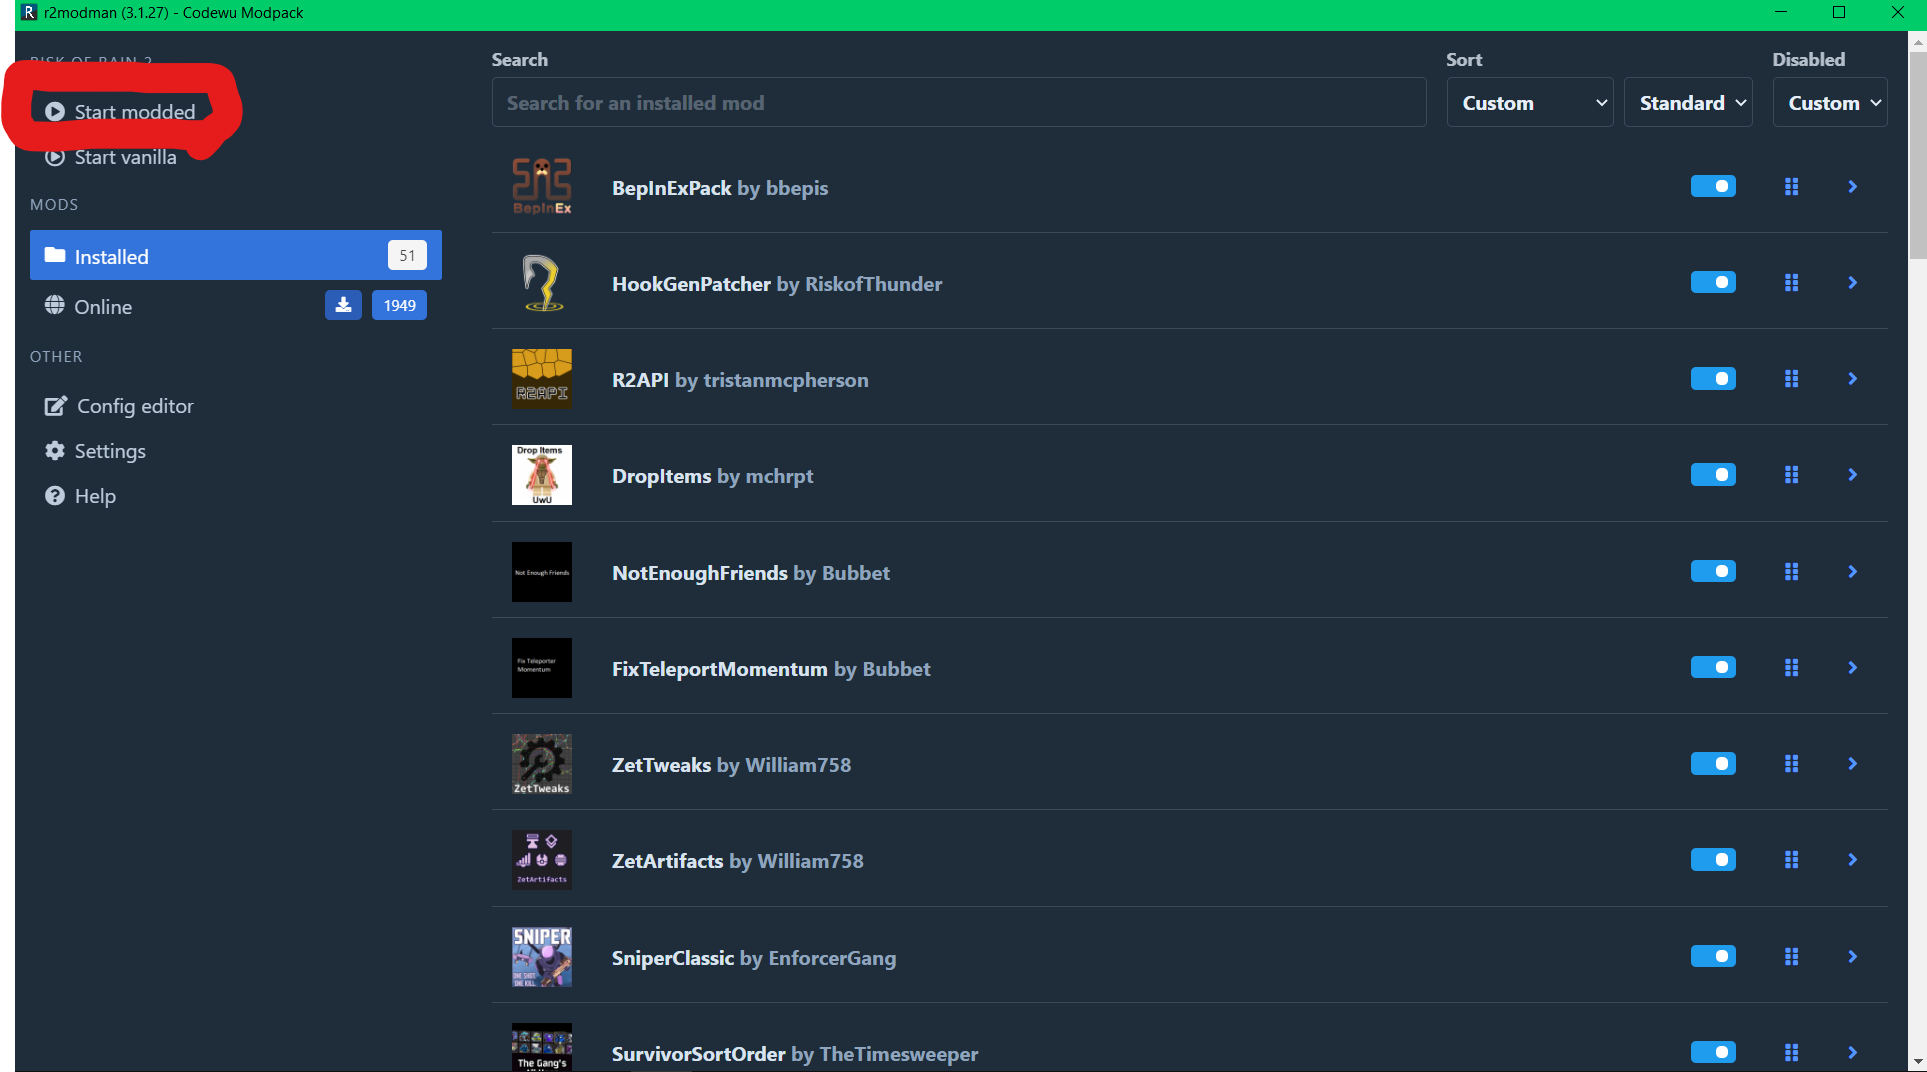 r2modman (3.1.27) - Codewu Modpack
RISK OF RAIN 2
Start modded
Start vanilla
MODS
Installed 51
Online 1949
OTHER
Config editor
Settings
Help
Search
Search for an installed mod
Sort
Custom
Standard
Disabled
Custom
BepInEx
BepInExPack by bbepis
HookGenPatcher by RiskofThunder
R2API
R2API by tristanmcpherson
Drop Items
UwU
DropItems by mchrpt
Not Enough Friends
NotEnoughFriends by Bubbet
Fix Teleporter
Momentum
FixTeleportMomentum by Bubbet
ZetTweaks
ZetTweaks by William758
ZetArtifacts
ZetArtifacts by William758
SNIPER
ONE SHOT
ONE KILL
SniperClassic by EnforcerGang
The Gang's
SurvivorSortOrder by TheTimesweeper